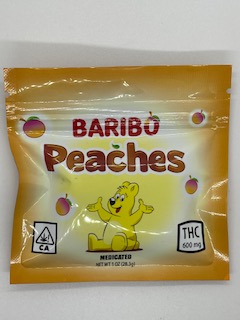 BARIBO
Peaches
CA
MEDICATED
NET WT 1 OZ (28.3g)
THC
600 mg